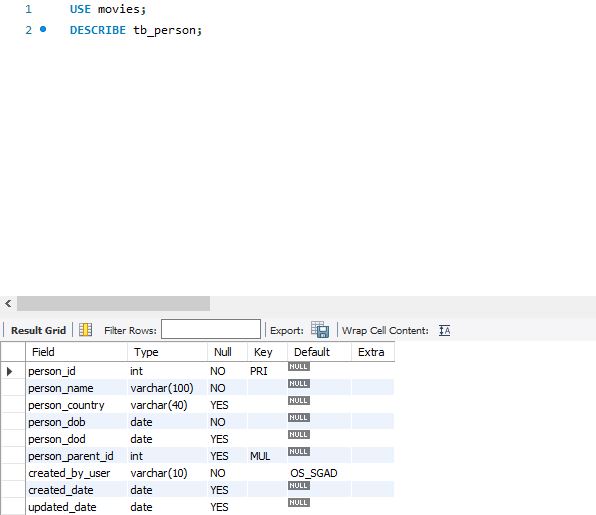 1 USE movies;
2 DESCRIBE tb_person;
Result Grid Filter Rows: Export: Wrap Cell Content: IA
Field Type Null Key Default Extra
person_id int NO PRI NULL
person_name varchar(100) NO NULL
person_country varchar(40) YES NULL
person_dob date NO NULL
person_dod date YES NULL
person_parent_id int YES MUL NULL
created_by_user varchar(10) NO OS_SGAD
created_date date YES NULL
updated_date date YES NULL